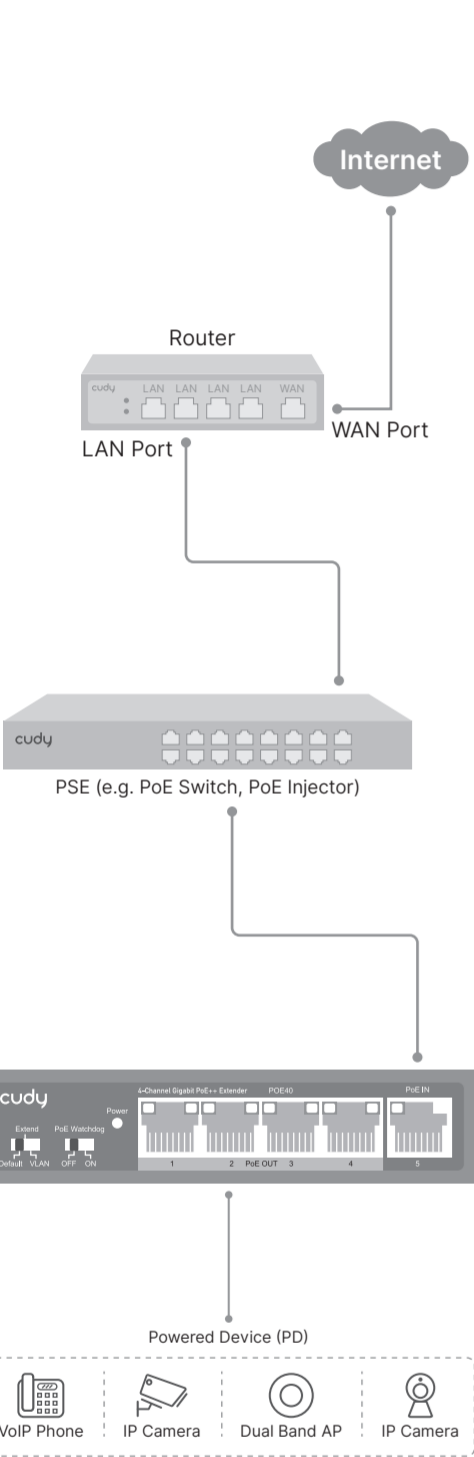 Internet
Router
cudy LAN LAN LAN LAN WAN
WAN Port
LAN Port
cudy
PSE (e.g. PoE Switch, PoE Injector)
cudy
4-Channel Gigabit PoE++ Extender POE40 PoE IN
Power
Extend PoE Watchdog
Default VLAN OFF ON
1 2 PoE OUT 3 4 5
Powered Device (PD)
VoIP Phone IP Camera Dual Band AP IP Camera